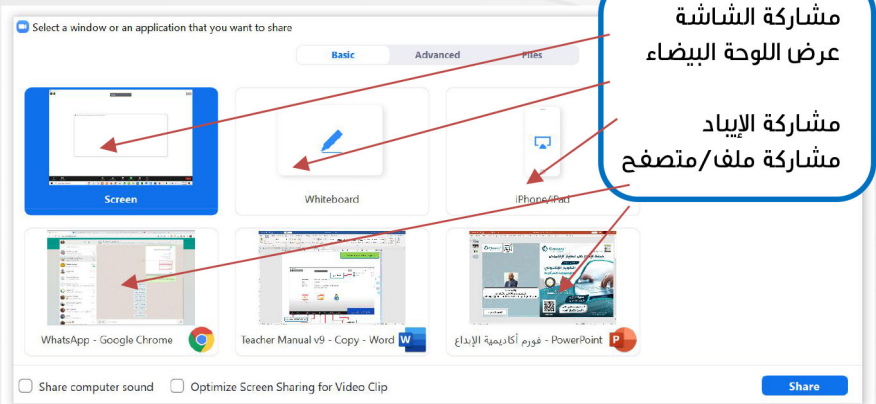 Select a window or an application that you want to share
Basic
Advanced
Files
مشاركة الشاشة
عرض اللوحة البيضاء
مشاركة الإيباد
مشاركة ملف/متصفح
Screen
Whiteboard
iPhone/iPad
WhatsApp - Google Chrome
Teacher Manual v9 - Copy - Word
فورم أكاديمية الإبداع - PowerPoint
Share computer sound
Optimize Screen Sharing for Video Clip
Share